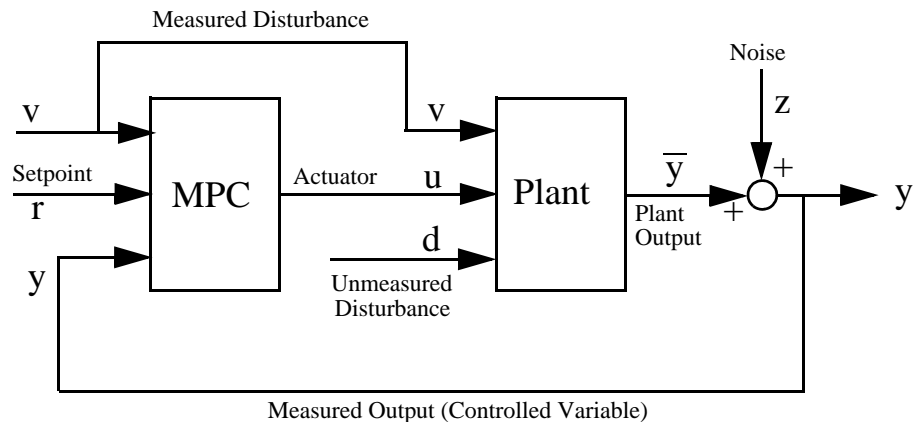 Measured Disturbance
Noise
v
v
z
Setpoint
r
MPC
Actuator
u
Plant
y̅
+
+
y
Plant
Output
d
y
Unmeasured
Disturbance
Measured Output (Controlled Variable)